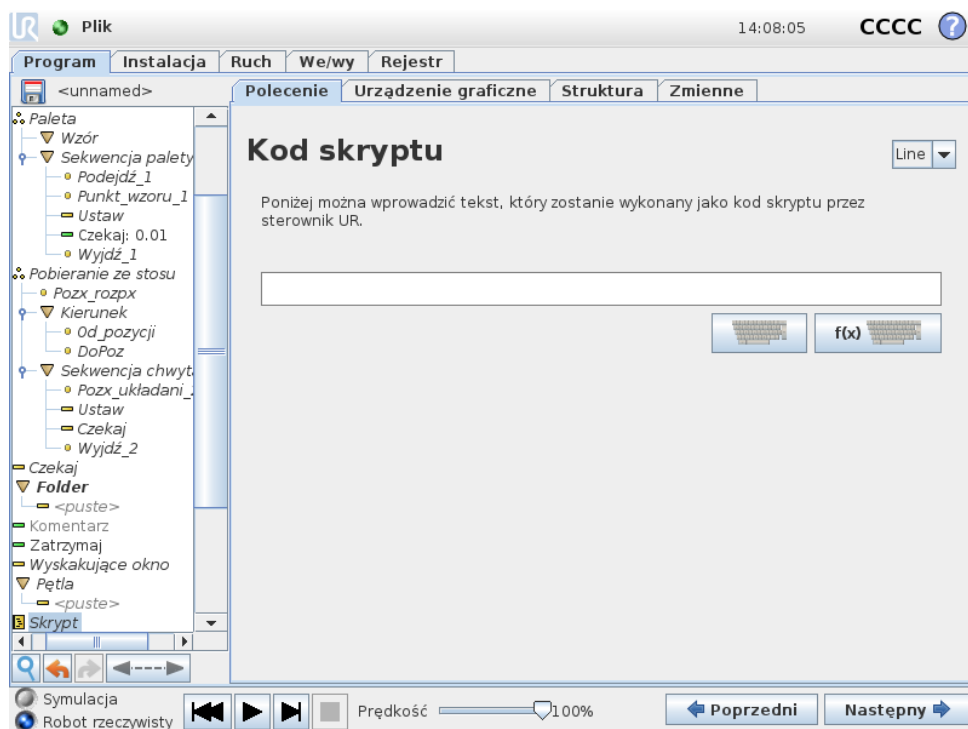 Plik 14:08:05 CCCC ?
Program Instalacja Ruch We/wy Rejestr
<unnamed>
Polecenie Urządzenie graficzne Struktura Zmienne
Paleta
Wzór
Sekwencja palety
Podejdź_1
Punkt_wzoru_1
Ustaw
Czekaj: 0.01
Wyjdź_1
Pobieranie ze stosu
Pozx_rozpx
Kierunek
Od_pozycji
DoPoz
Sekwencja chwyt
Pozx_układani_
Ustaw
Czekaj
Wyjdź_2
Czekaj
Folder
<puste>
Komentarz
Zatrzymaj
Wyskakujące okno
Pętla
<puste>
Skrypt
Kod skryptu
Line
Poniżej można wprowadzić tekst, który zostanie wykonany jako kod skryptu przez
sterownik UR.
f(x)
Symulacja
Robot rzeczywisty
Prędkość 100%
Poprzedni Następny